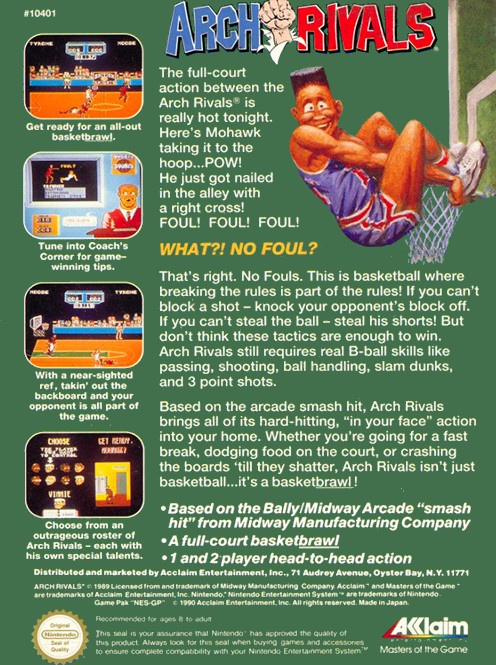 #10401
ARCH RIVALS®
The full-court
action between the
Arch Rivals® is
really hot tonight.
Here's Mohawk
taking it to the
hoop...POW!
He just got nailed
in the alley with
a right cross!
FOUL! FOUL! FOUL!
TYRONE MOOSE
Get ready for an all-out
basketbrawl.
FOUL?
Tune into Coach's
Corner for game–
winning tips.
MOOSE TYRONE
With a near-sighted
ref, takin' out the
backboard and your
opponent is all part of
the game.
CHOOSE
THE PLAYER
TO CONTROL
GET READY,
MOHAWK!
VINNIE
Choose from an
outrageous roster of
Arch Rivals – each with
his own special talents.
WHAT?! NO FOUL?
That's right. No Fouls. This is basketball where
breaking the rules is part of the rules! If you can't
block a shot – knock your opponent's block off.
If you can't steal the ball – steal his shorts! But
don't think these tactics are enough to win.
Arch Rivals still requires real B-ball skills like
passing, shooting, ball handling, slam dunks,
and 3 point shots.
Based on the arcade smash hit, Arch Rivals
brings all of its hard-hitting, “in your face” action
into your home. Whether you're going for a fast
break, dodging food on the court, or crashing
the boards ‘till they shatter, Arch Rivals isn't just
basketball...it's a basketbrawl!
• Based on the Bally/Midway Arcade “smash
hit” from Midway Manufacturing Company
• A full-court basketbrawl
• 1 and 2 player head-to-head action
Distributed and marketed by Acclaim Entertainment, Inc., 71 Audrey Avenue, Oyster Bay, N.Y. 11771
ARCH RIVALS® © 1989 Licensed from and trademark of Midway Manufacturing Company Acclaim™ and Masters of the Game™
are trademarks of Acclaim Entertainment, Inc. Nintendo,® Nintendo Entertainment System™ are trademarks of Nintendo.
Game Pak "NES-GP" © 1990 Acclaim Entertainment, Inc. All rights reserved. Made in Japan.
Original
Nintendo
Seal of
Quality
Recommended for ages 8 to adult
This seal is your assurance that Nintendo® has approved the quality of
this product. Always look for this seal when buying games and accessories
to ensure complete compatibility with your Nintendo Entertainment System™
AKKlaim
entertainment inc.
Masters of the Game™